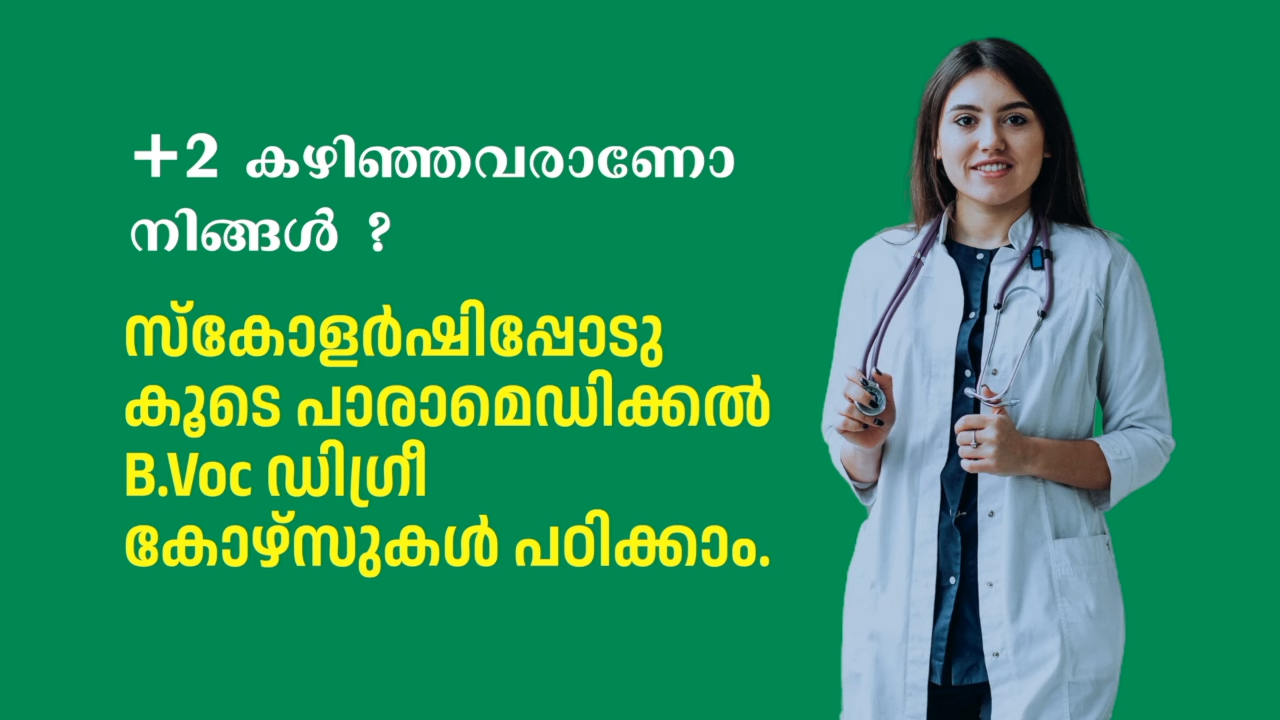 +2 കഴിഞ്ഞവരാണോ
നിങ്ങൾ ?
സ്കോളർഷിപ്പോടു
കൂടെ പാരാമെഡിക്കൽ
B.Voc ഡിഗ്രീ
കോഴ്സുകൾ പഠിക്കാം.